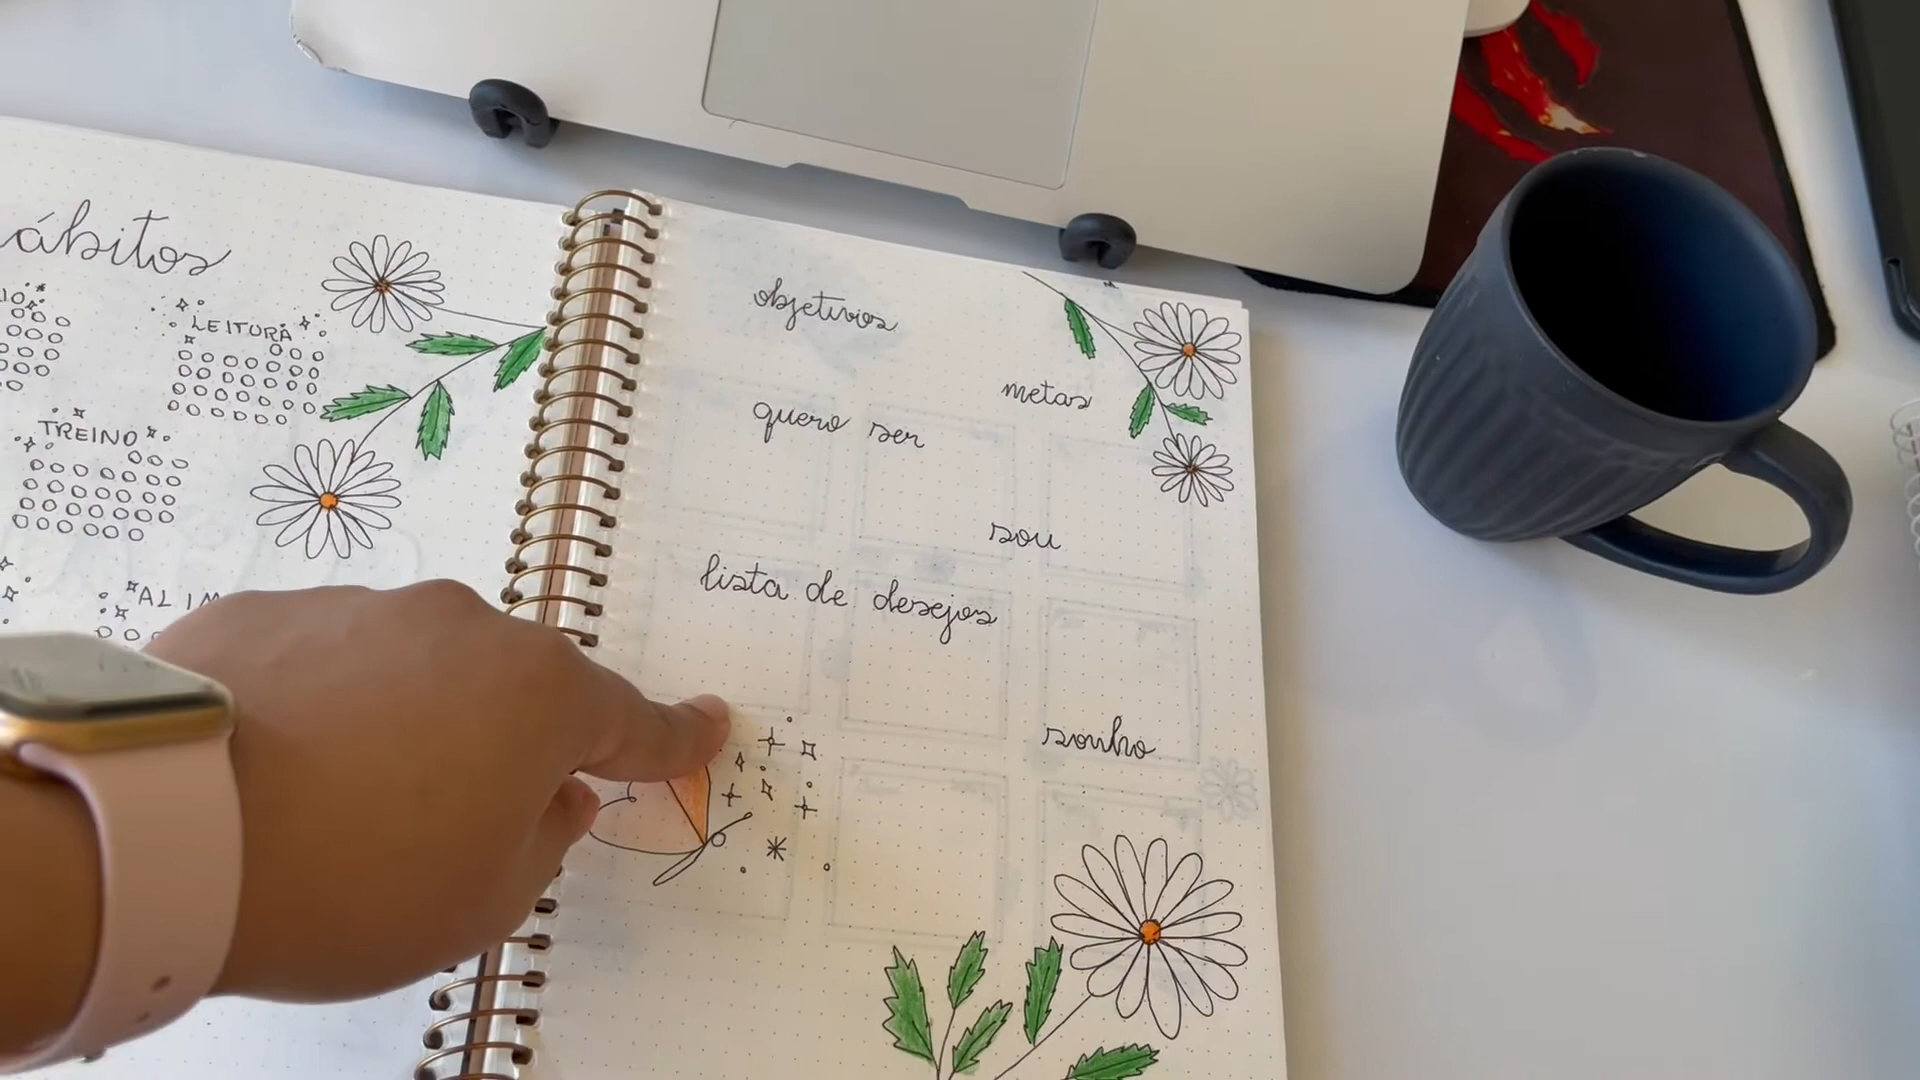 ábitos
LEITURA
TREINO
objetivos
metas
quero ser
sou
lista de desejos
sonho